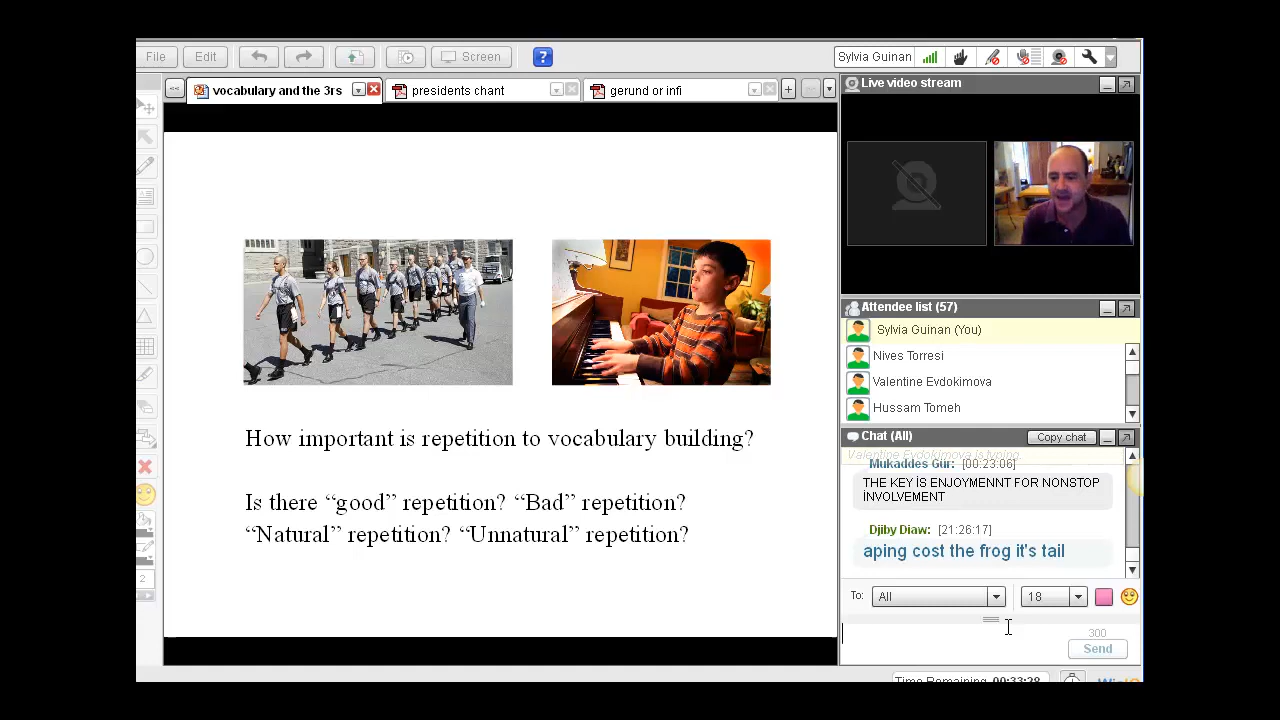 File Edit Screen ? Sylvia Guinan
<< vocabulary and the 3rs presidents chant gerund or infi +
Live video stream
How important is repetition to vocabulary building?
Is there “good” repetition? “Bad” repetition?
“Natural” repetition? “Unnatural” repetition?
2
Attendee list (57)
Sylvia Guinan (You)
Nives Torresi
Valentine Evdokimova
Hussam Tomeh
Chat (All) Copy chat
Valentine Evdokimova is typing
Mukaddes Gür: [00:23:06]
THE KEY İS ENJOYMENNT FOR NONSTOP
İNVOLVEMENT
Djiby Diaw: [21:26:17]
aping cost the frog it's tail
To: All 18
300
Send
Time Remaining 00:33:28